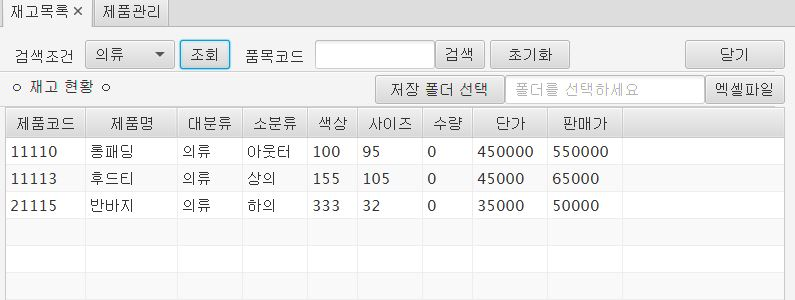 재고목록 × 제품관리
검색조건 의류 조회 품목코드 검색 초기화 닫기
ㅇ 재고 현황 ㅇ 저장 폴더 선택 폴더를 선택하세요 엑셀파일
제품코드 제품명 대분류 소분류 색상 사이즈 수량 단가 판매가
11110 롱패딩 의류 아웃터 100 95 0 450000 550000
11113 후드티 의류 상의 155 105 0 45000 65000
21115 반바지 의류 하의 333 32 0 35000 50000